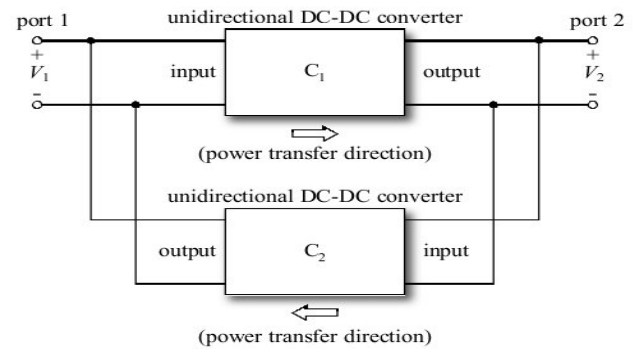 port 1 unidirectional DC-DC converter port 2
+ +
V₁ input C₁ output V₂
- -
(power transfer direction)
unidirectional DC-DC converter
output C₂ input
(power transfer direction)